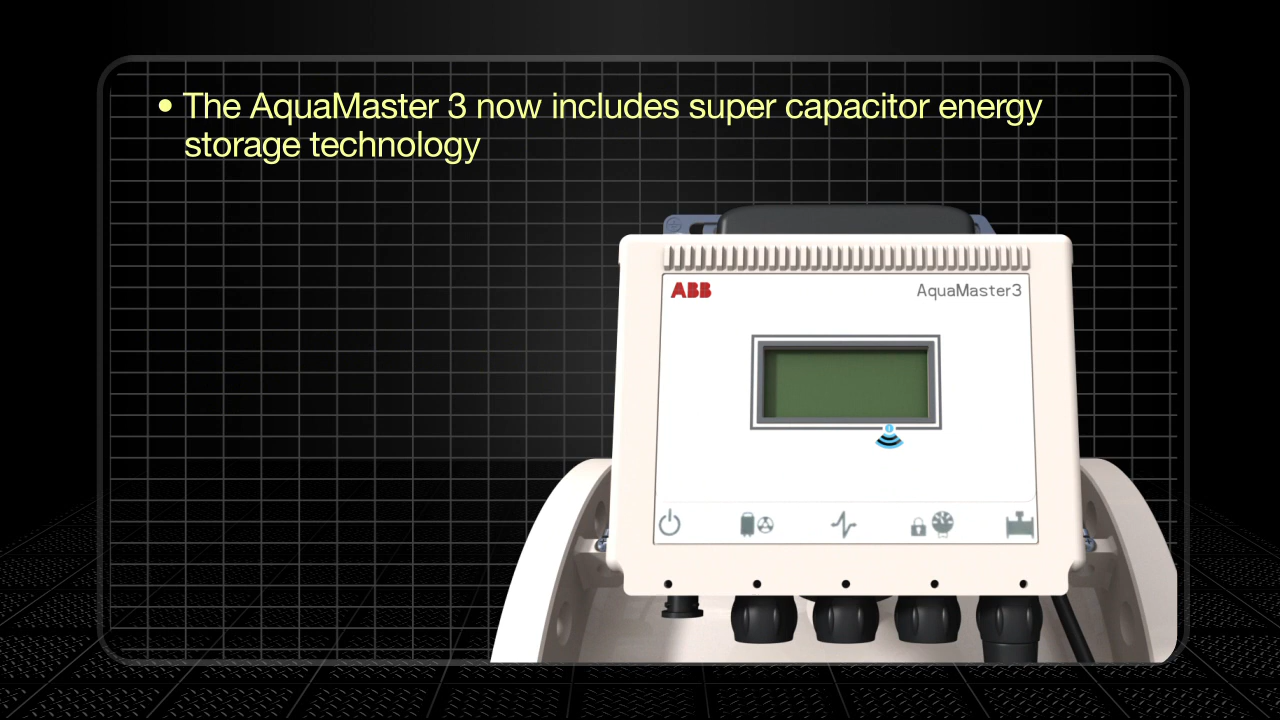 • The AquaMaster 3 now includes super capacitor energy
storage technology
ABB
AquaMaster3